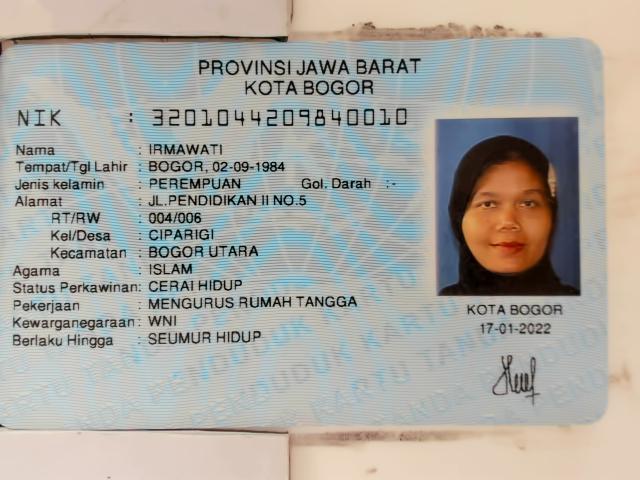 PROVINSI JAWA BARAT
KOTA BOGOR
NIK : 3201044209840010
Nama : IRMAWATI
Tempat/Tgl Lahir : BOGOR, 02-09-1984
Jenis kelamin : PEREMPUAN Gol. Darah :-
Alamat : JL.PENDIDIKAN II NO.5
RT/RW : 004/006
Kel/Desa : CIPARIGI
Kecamatan : BOGOR UTARA
Agama : ISLAM
Status Perkawinan: CERAI HIDUP
Pekerjaan : MENGURUS RUMAH TANGGA
Kewarganegaraan : WNI
Berlaku Hingga : SEUMUR HIDUP
KOTA BOGOR
17-01-2022